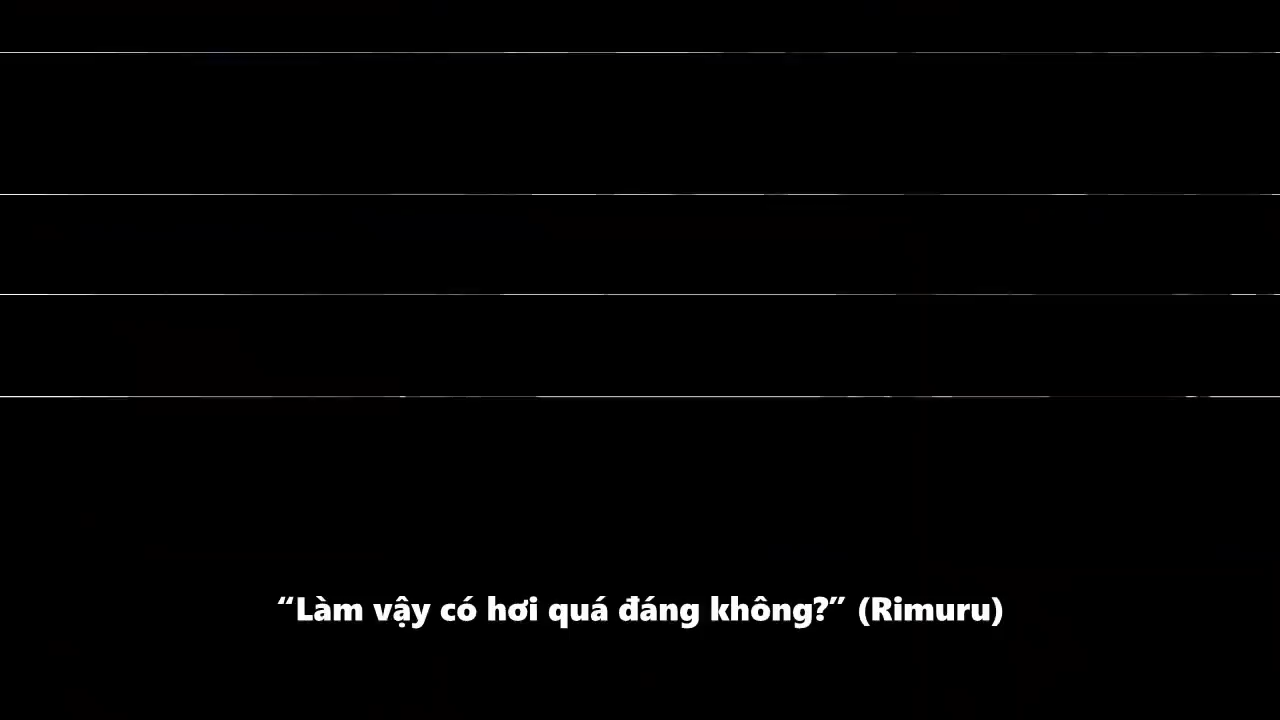 “Làm vậy có hơi quá đáng không?” (Rimuru)